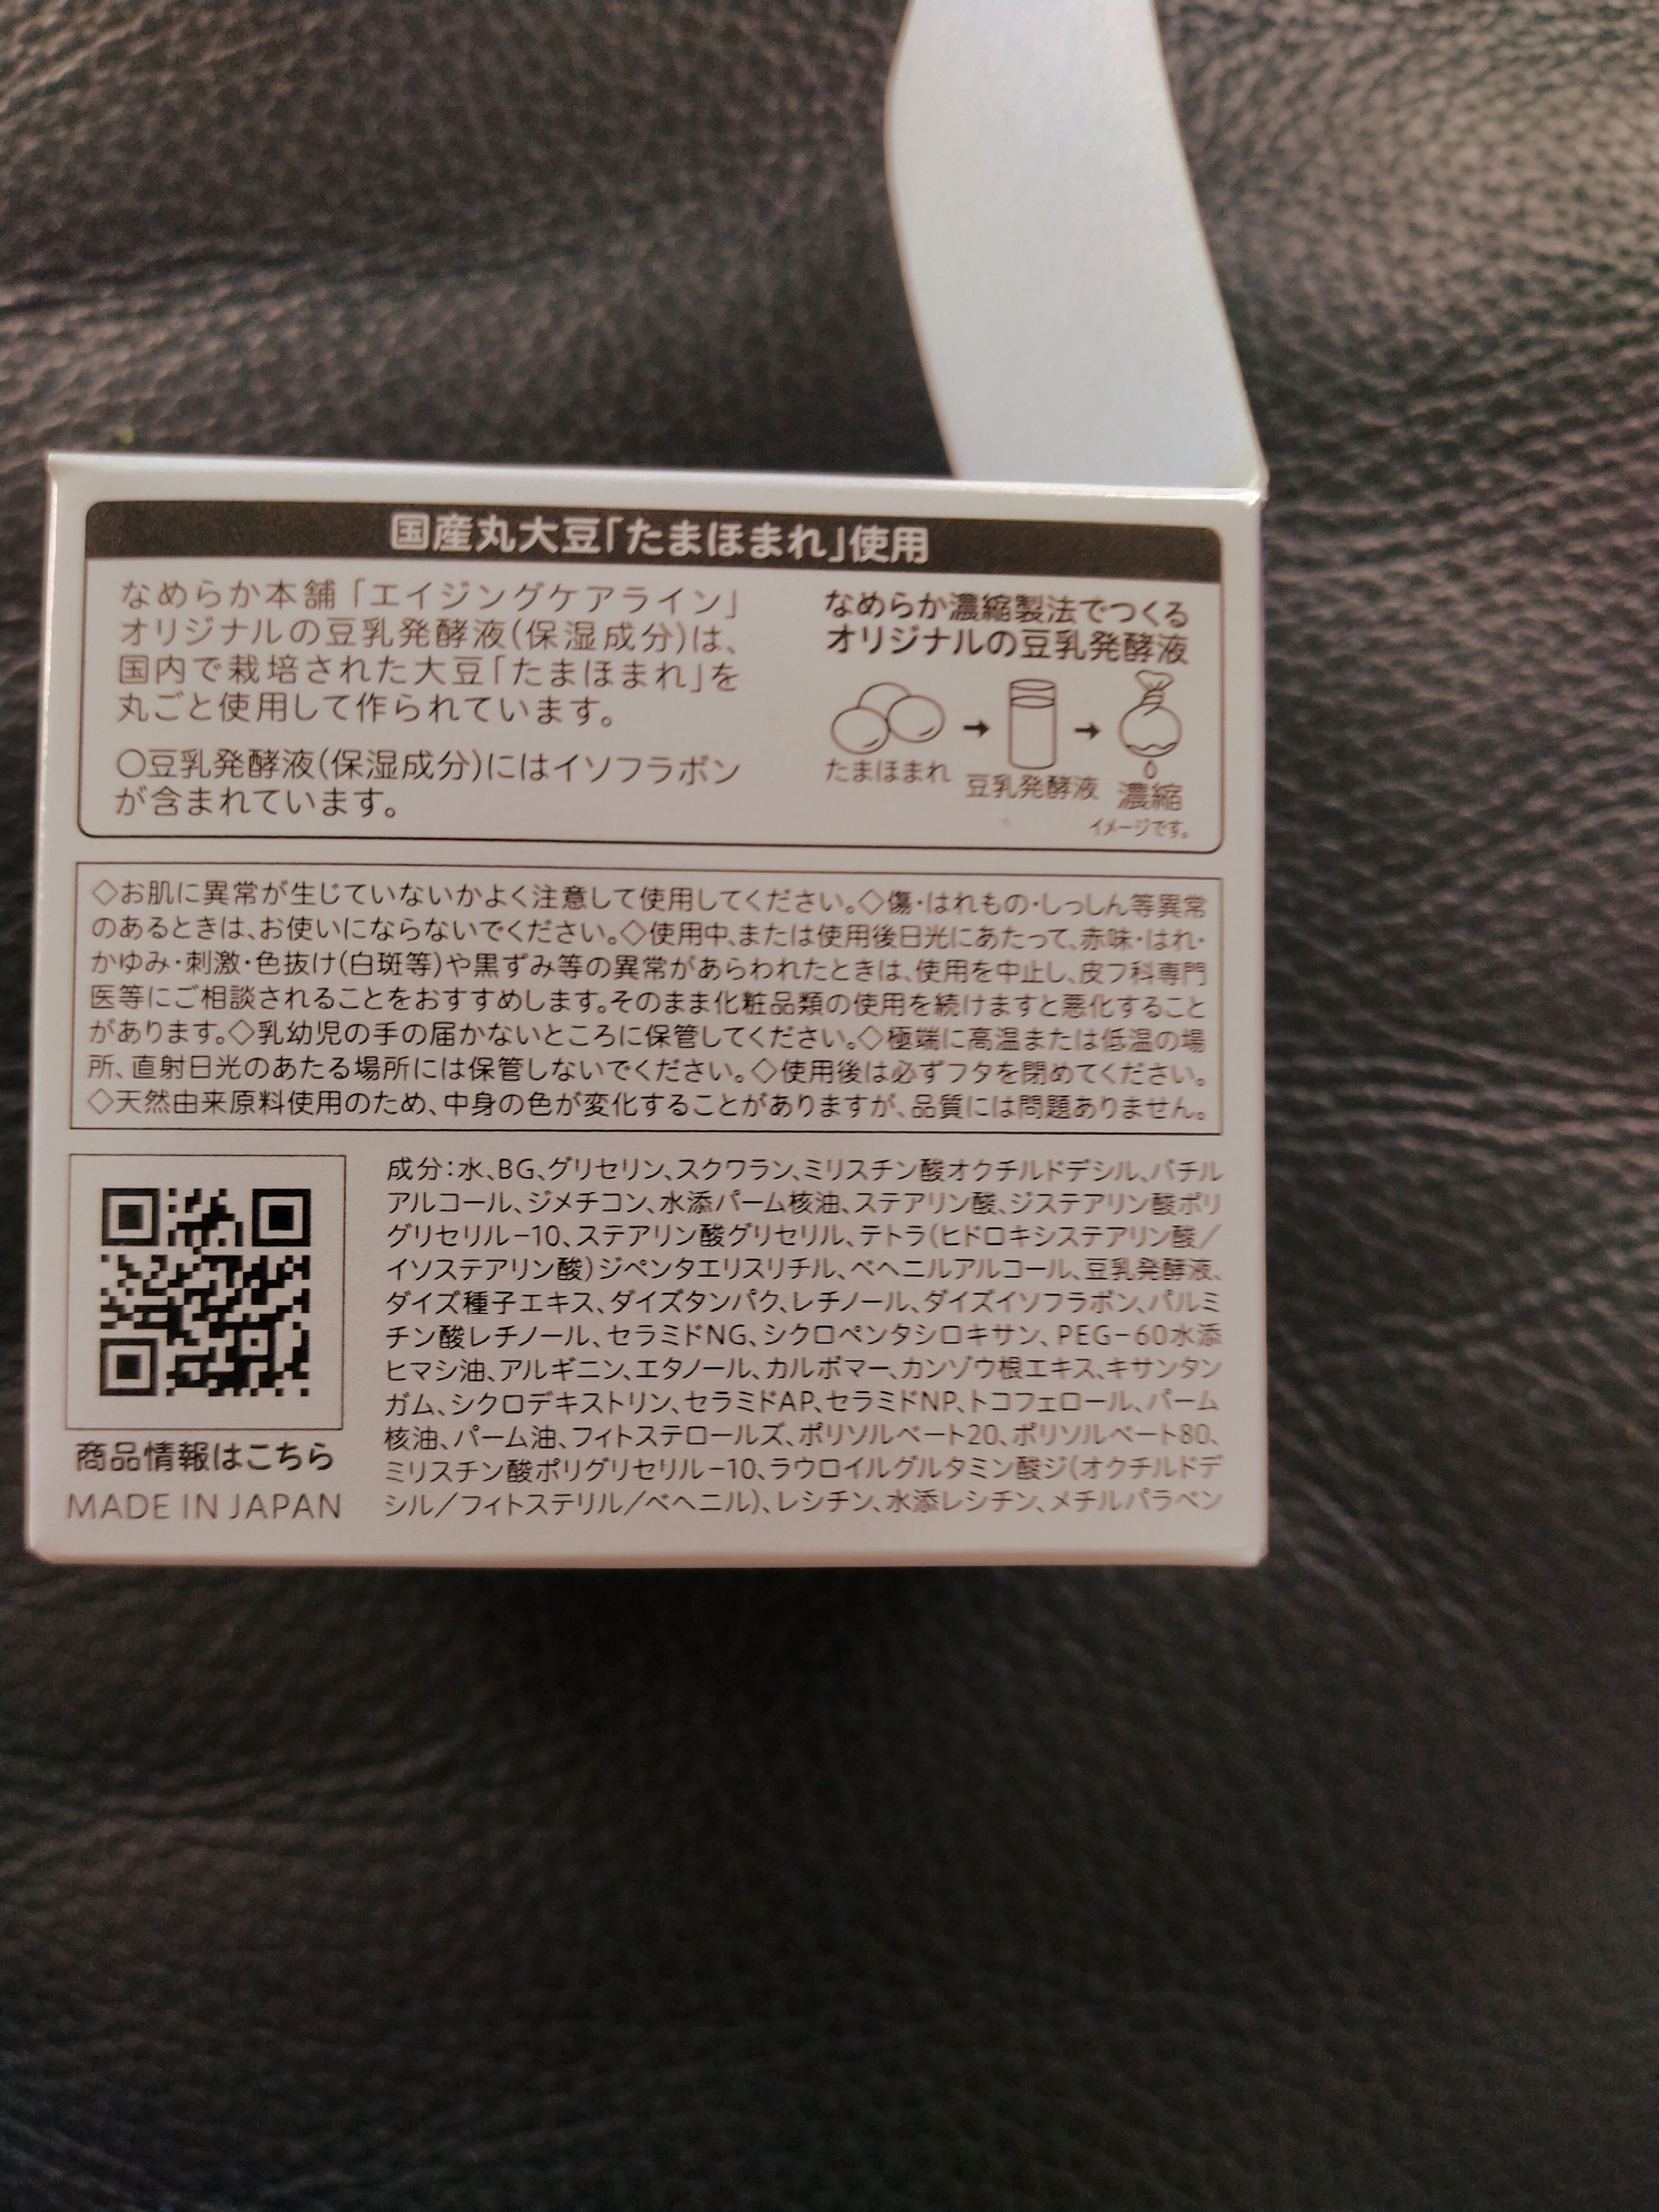 国産丸大豆「たまほまれ」使用
なめらか本舗「エイジングケアライン」
オリジナルの豆乳発酵液(保湿成分)は、
国内で栽培された大豆「たまほまれ」を
丸ごと使用して作られています。
〇豆乳発酵液(保湿成分)にはイソフラボン
が含まれています。
なめらか濃縮製法でつくる
オリジナルの豆乳発酵液
たまほまれ
豆乳発酵液
濃縮
イメージです。
◇お肌に異常が生じていないかよく注意して使用してください。◇傷・はれもの・しっしん等異常
のあるときは、お使いにならないでください。◇使用中、または使用後日光にあたって、赤味・はれ・
かゆみ・刺激・色抜け(白斑等)や黒ずみ等の異常があらわれたときは、使用を中止し、皮フ科専門
医等にご相談されることをおすすめします。そのまま化粧品類の使用を続けますと悪化すること
があります。◇乳幼児の手の届かないところに保管してください。◇極端に高温または低温の場
所、直射日光のあたる場所には保管しないでください。◇使用後は必ずフタを閉めてください。
◇天然由来原料使用のため、中身の色が変化することがありますが、品質には問題ありません。
成分:水、BG、グリセリン、スクワラン、ミリスチン酸オクチルドデシル、バチル
アルコール、ジメチコン、水添パーム核油、ステアリン酸、ジステアリン酸ポリ
グリセリル-10、ステアリン酸グリセリル、テトラ(ヒドロキシステアリン酸/
イソステアリン酸)ジペンタエリスリチル、ベヘニルアルコール、豆乳発酵液、
ダイズ種子エキス、ダイズタンパク、レチノール、ダイズイソフラボン、パルミ
チン酸レチノール、セラミドNG、シクロペンタシロキサン、PEG-60水添
ヒマシ油、アルギニン、エタノール、カルボマー、カンゾウ根エキス、キサンタン
ガム、シクロデキストリン、セラミドAP、セラミドNP、トコフェロール、パーム
核油、パーム油、フィトステロールズ、ポリソルベート20、ポリソルベート80、
ミリスチン酸ポリグリセリル-10、ラウロイルグルタミン酸ジ(オクチルドデ
シル/フィトステリル/ベヘニル)、レシチン、水添レシチン、メチルパラベン
商品情報はこちら
MADE IN JAPAN